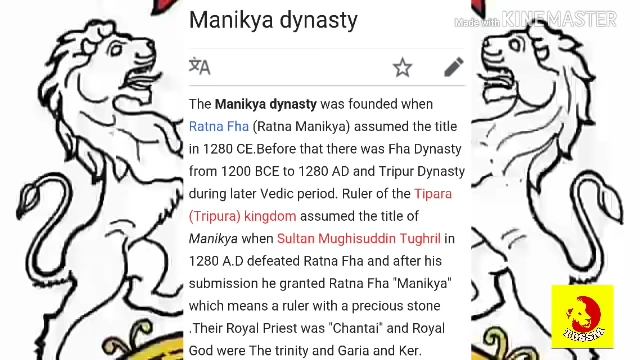 Manikya dynasty
Made with KINEMASTER
The Manikya dynasty was founded when
Ratna Fha (Ratna Manikya) assumed the title
in 1280 CE.Before that there was Fha Dynasty
from 1200 BCE to 1280 AD and Tripur Dynasty
during later Vedic period. Ruler of the Tipara
(Tripura) kingdom assumed the title of
Manikya when Sultan Mughisuddin Tughril in
1280 A.D defeated Ratna Fha and after his
submission he granted Ratna Fha "Manikya"
which means a ruler with a precious stone
.Their Royal Priest was "Chantai" and Royal
God were The trinity and Garia and Ker.